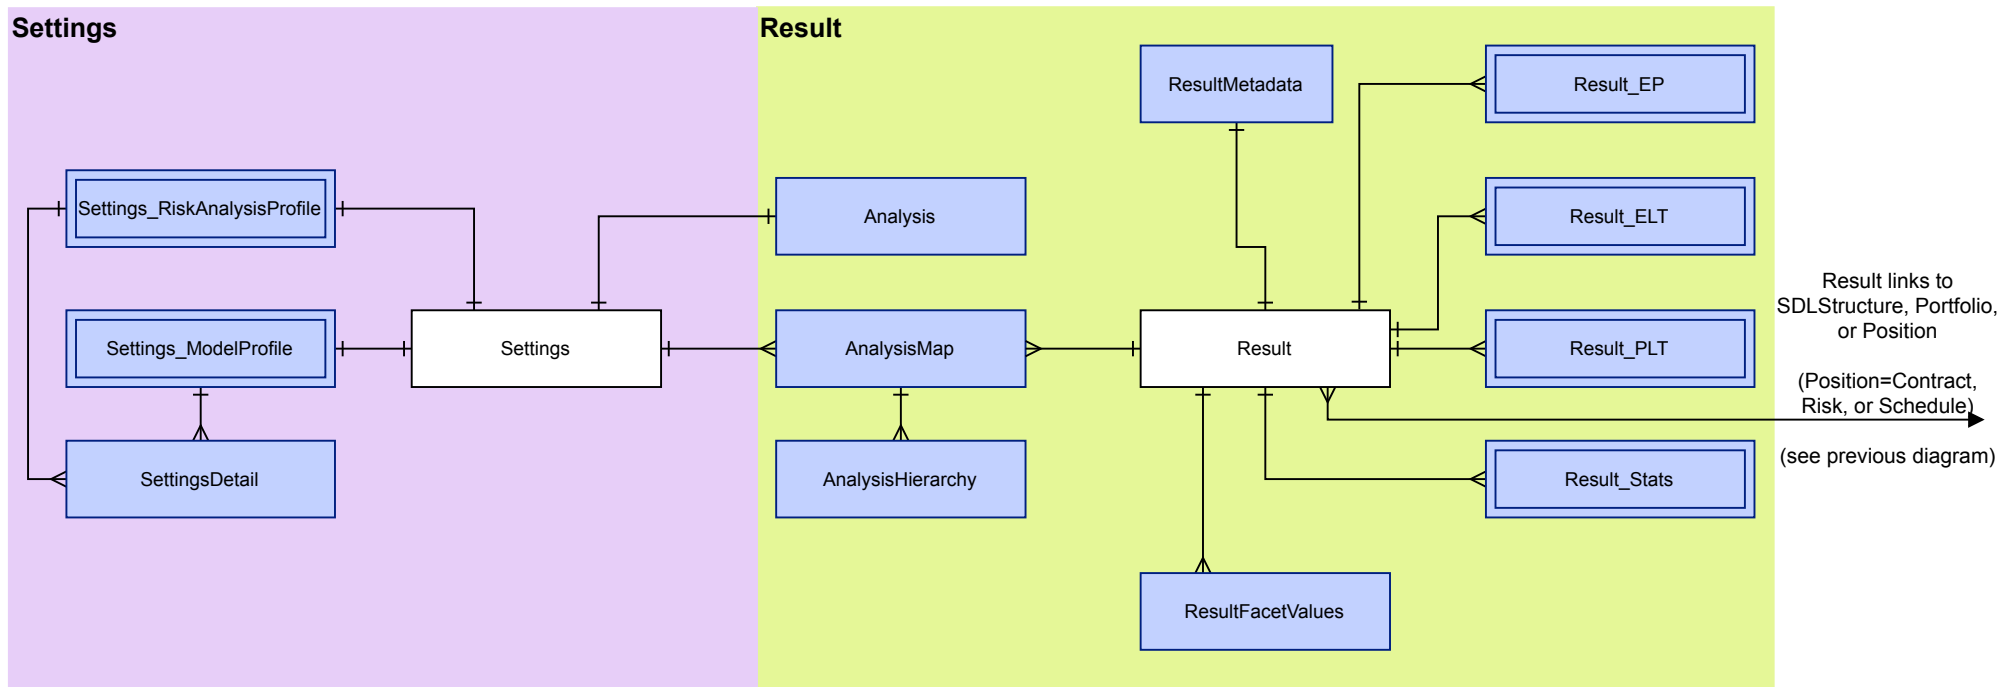 Settings
Result
ResultMetadata
Result_EP
Settings_RiskAnalysisProfile
Analysis
Result_ELT
Result links to
SDLStructure, Portfolio,
or Position
Settings_ModelProfile
Settings
AnalysisMap
Result
Result_PLT
(Position=Contract,
Risk, or Schedule)
(see previous diagram)
SettingsDetail
AnalysisHierarchy
Result_Stats
ResultFacetValues